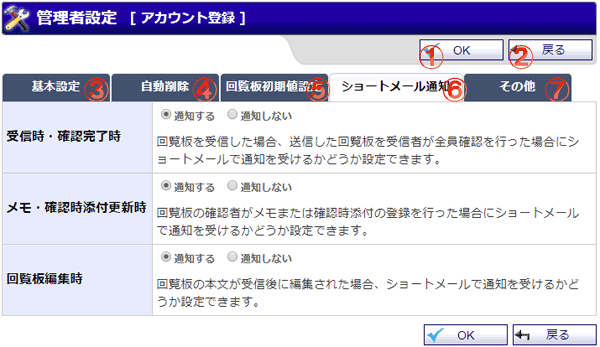 管理者設定 [ アカウント登録 ]
① OK ② 戻る
基本設定 ③ 自動削除 ④ 回覧板初期値設定 ⑤ ショートメール通知 ⑥ その他 ⑦
通知する 通知しない
受信時・確認完了時
回覧板を受信した場合、送信した回覧板を受信者が全員確認を行った場合にシ
ョートメールで通知を受けるかどうか設定できます。
通知する 通知しない
メモ・確認時添付更新時
回覧板の確認者がメモまたは確認時添付の登録を行った場合にショートメール
で通知を受けるかどうか設定できます。
通知する 通知しない
回覧板編集時
回覧板の本文が受信後に編集された場合、ショートメールで通知を受けるかど
うか設定できます。
OK 戻る